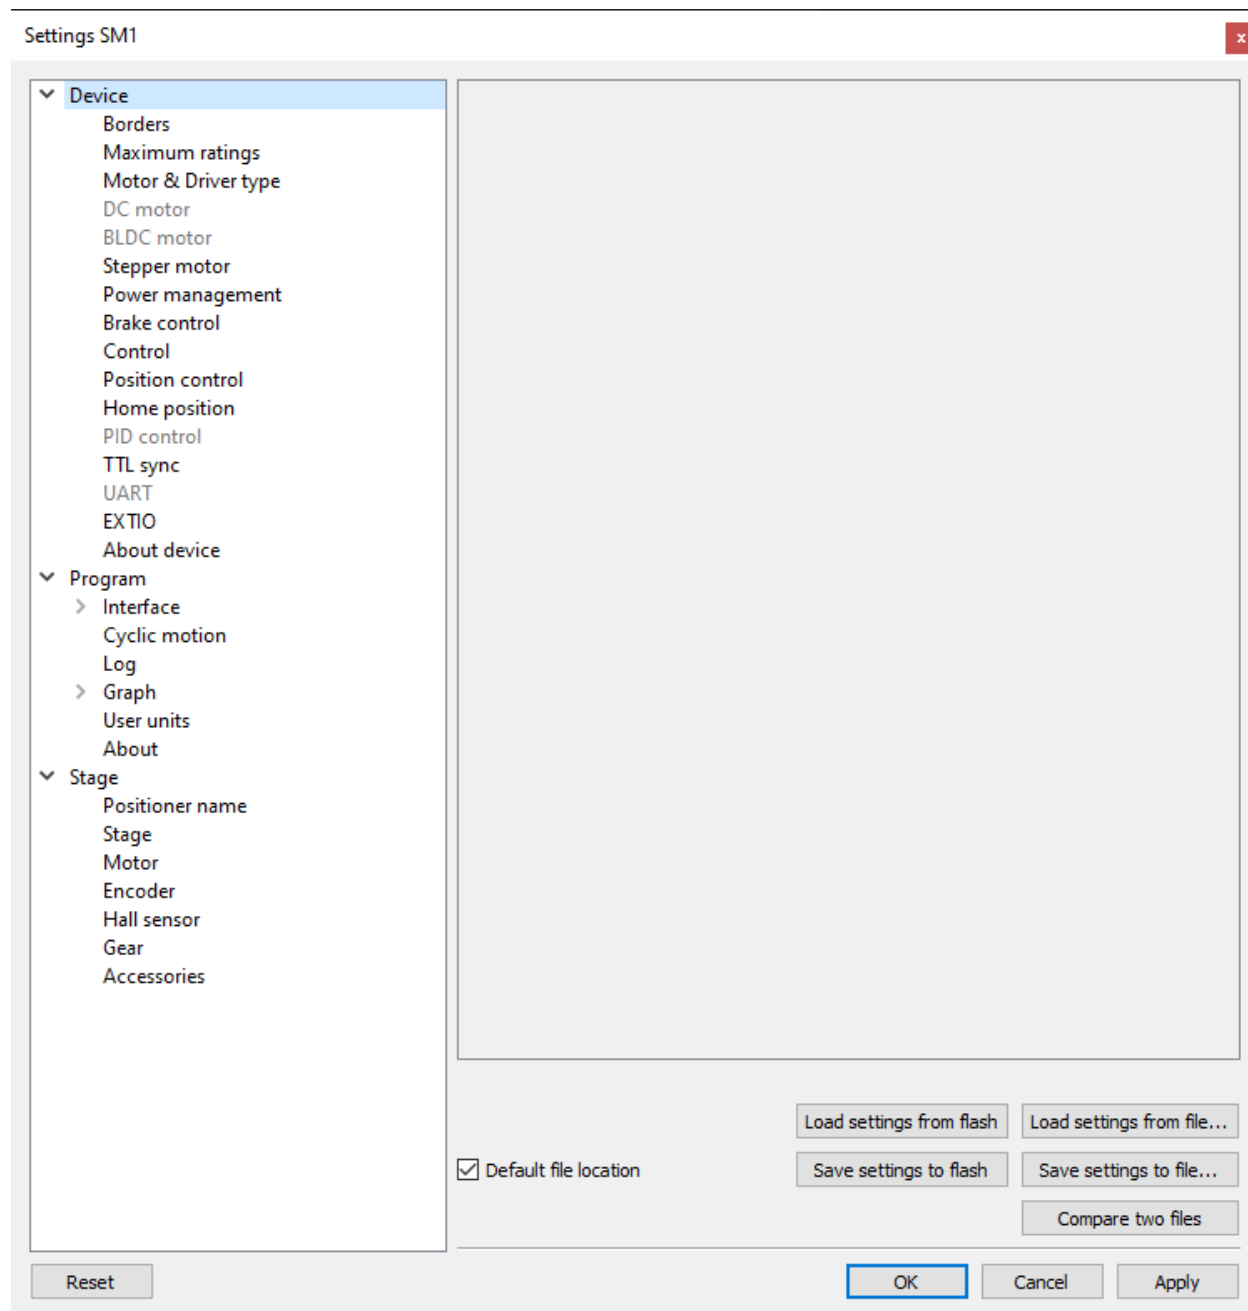 Settings SM1
x
Device
Borders
Maximum ratings
Motor & Driver type
DC motor
BLDC motor
Stepper motor
Power management
Brake control
Control
Position control
Home position
PID control
TTL sync
UART
EXTIO
About device
Program
Interface
Cyclic motion
Log
Graph
User units
About
Stage
Positioner name
Stage
Motor
Encoder
Hall sensor
Gear
Accessories
Load settings from flash
Load settings from file...
Default file location
Save settings to flash
Save settings to file...
Compare two files
Reset
OK
Cancel
Apply